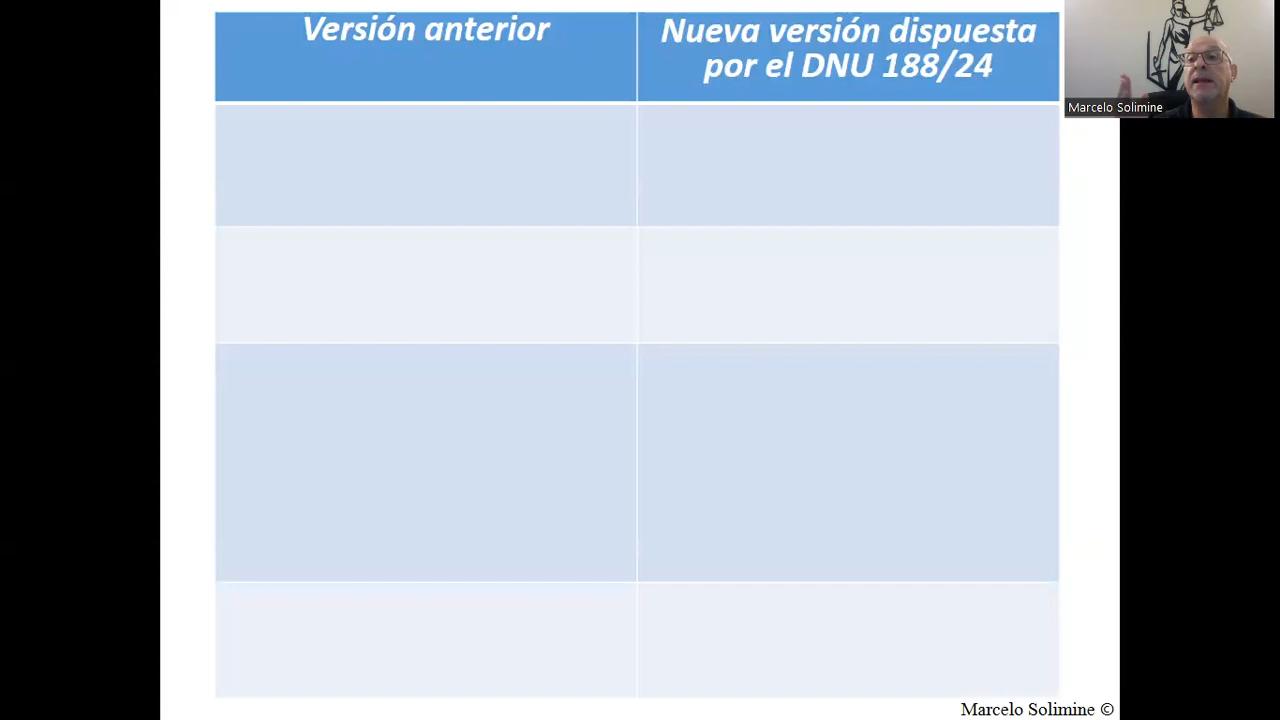 Versión anterior
Nueva versión dispuesta
por el DNU 188/24
Marcelo Solimine
Marcelo Solimine ©